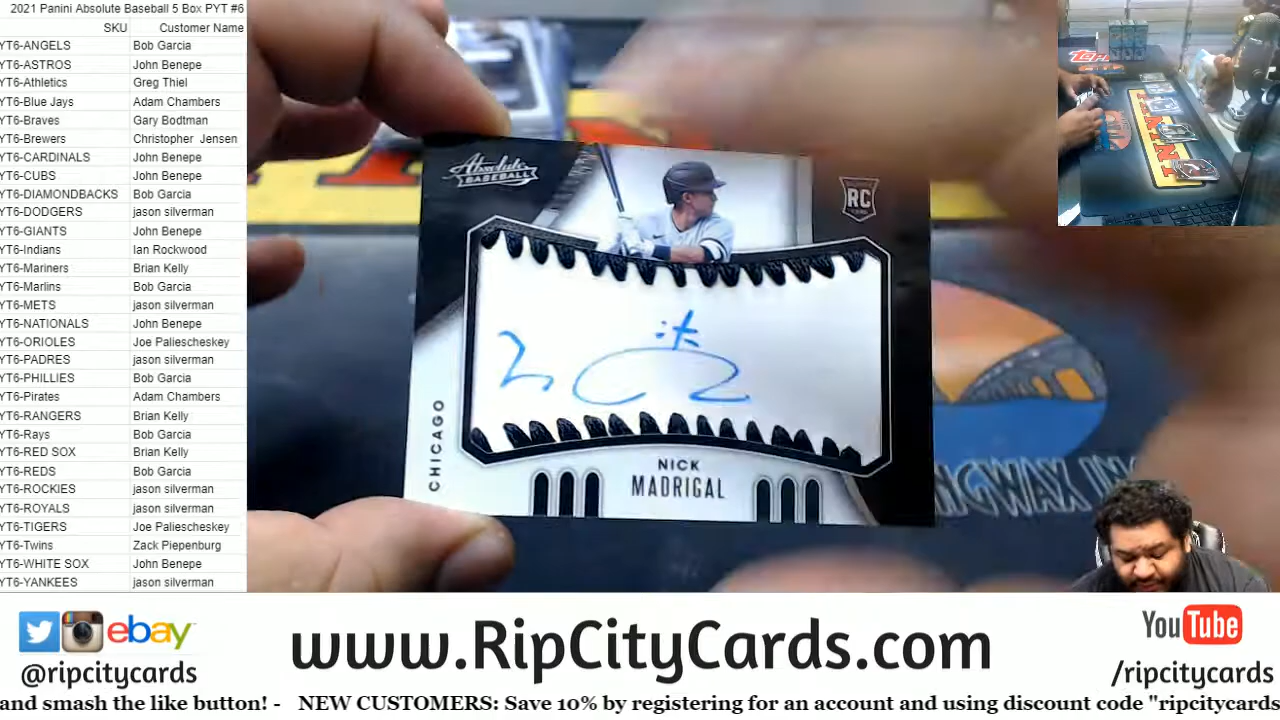 2021 Panini Absolute Baseball 5 Box PYT #6
SKU Customer Name
YT6-ANGELS Bob Garcia
YT6-ASTROS John Benepe
YT6-Athletics Greg Thiel
YT6-Blue Jays Adam Chambers
YT6-Braves Gary Bodtman
YT6-Brewers Christopher Jensen
YT6-CARDINALS John Benepe
YT6-CUBS John Benepe
YT6-DIAMONDBACKS Bob Garcia
YT6-DODGERS jason silverman
YT6-GIANTS John Benepe
YT6-Indians Ian Rockwood
YT6-Mariners Brian Kelly
YT6-Marlins Bob Garcia
YT6-METS jason silverman
YT6-NATIONALS John Benepe
YT6-ORIOLES Joe Paliescheskey
YT6-PADRES jason silverman
YT6-PHILLIES Bob Garcia
YT6-Pirates Adam Chambers
YT6-RANGERS Brian Kelly
YT6-Rays Bob Garcia
YT6-RED SOX Brian Kelly
YT6-REDS Bob Garcia
YT6-ROCKIES jason silverman
YT6-ROYALS jason silverman
YT6-TIGERS Joe Paliescheskey
YT6-Twins Zack Piepenburg
YT6-WHITE SOX John Benepe
YT6-YANKEES jason silverman
Absolute
BASEBALL
RC
CHICAGO
NICK
MADRIGAL
NGWAX IN
ebay
@ripcitycards
www.RipCityCards.com
YouTube
/ripcitycards
and smash the like button! - NEW CUSTOMERS: Save 10% by registering for an account and using discount code "ripcitycards